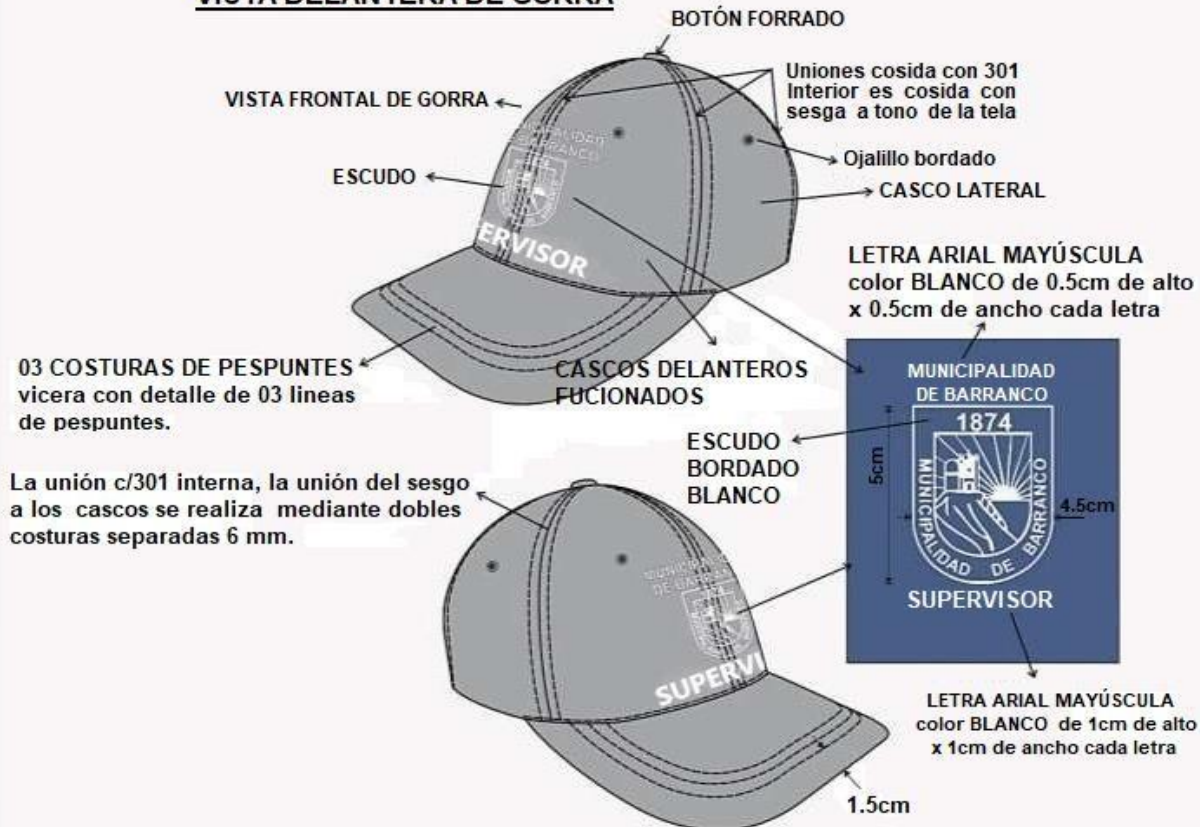 VISTA DELANTERA DE GORRA
BOTÓN FORRADO
VISTA FRONTAL DE GORRA
Uniones cosida con 301
Interior es cosida con
sesga a tono de la tela
Ojalillo bordado
ESCUDO
CASCO LATERAL
ERVISOR
LETRA ARIAL MAYÚSCULA
color BLANCO de 0.5cm de alto
x 0.5cm de ancho cada letra
03 COSTURAS DE PESPUNTES
vicera con detalle de 03 lineas
de pespuntes.
CASCOS DELANTEROS
FUCIONADOS
MUNICIPALIDAD
DE BARRANCO
1874
MUNICIPALIDAD DE BARRANCO
5cm
4.5cm
SUPERVISOR
ESCUDO
BORDADO
BLANCO
La unión c/301 interna, la unión del sesgo
a los cascos se realiza mediante dobles
costuras separadas 6 mm.
SUPERVI
LETRA ARIAL MAYÚSCULA
color BLANCO de 1cm de alto
x 1cm de ancho cada letra
1.5cm